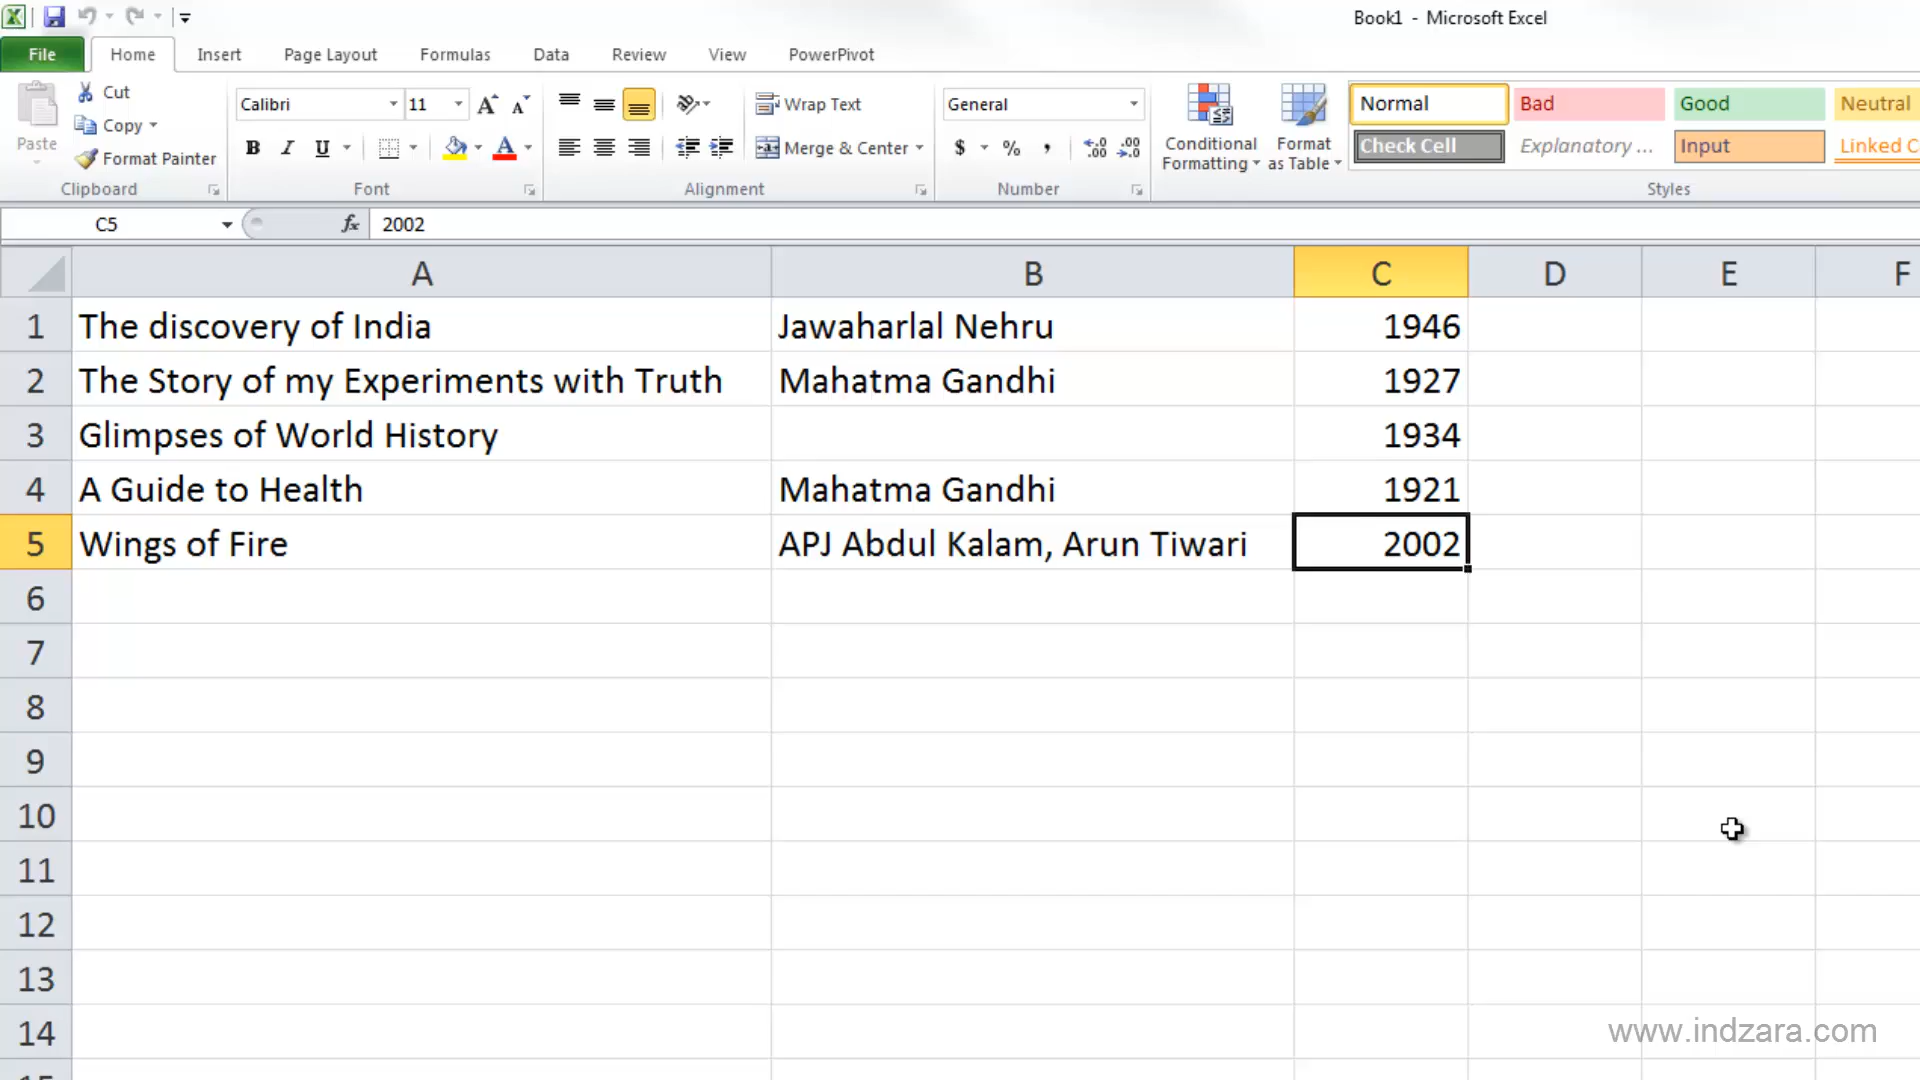 Book1 - Microsoft Excel
File Home Insert Page Layout Formulas Data Review View PowerPivot
Paste
Cut
Copy
Format Painter
Clipboard
Calibri 11
B I U A
Font
Wrap Text
Merge & Center
Alignment
General
$ % ,
Number
Conditional Formatting
Format as Table
Normal Bad Good Neutral
Check Cell Explanatory ... Input Linked C
Styles
C5 fx 2002
A B C D E F
1 The discovery of India Jawaharlal Nehru 1946
2 The Story of my Experiments with Truth Mahatma Gandhi 1927
3 Glimpses of World History 1934
4 A Guide to Health Mahatma Gandhi 1921
5 Wings of Fire APJ Abdul Kalam, Arun Tiwari 2002
6
7
8
9
10
11
12
13
14
15
www.indzara.com